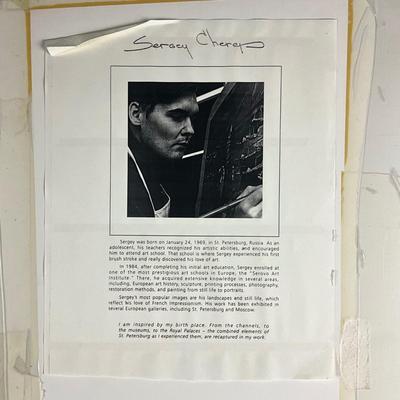 Sergey Cherep
Sergey was born on January 24, 1969, in St. Petersburg, Russia. As an
adolescent, his teachers recognized his artistic abilities, and encouraged
him to attend art school. That school is where Sergey experienced his first
brush stroke and really discovered his love of art.
In 1984, after completing his initial art education, Sergey enrolled at
one of the most prestigious art schools in Europe, the "Serova Art
Institute." There, he acquired extensive knowledge in several areas,
including, European art history, sculpture, printing processes, photography,
restoration methods, and painting from still life to portraits.
Sergey's most popular images are his landscapes and still life, which
reflect his love of French Impressionism. His work has been exhibited in
several European galleries, including St. Petersburg and Moscow.
I am inspired by my birth place. From the channels, to
the museums, to the Royal Palaces – the combined elements of
St. Petersburg as I experienced them, are recaptured in my work.